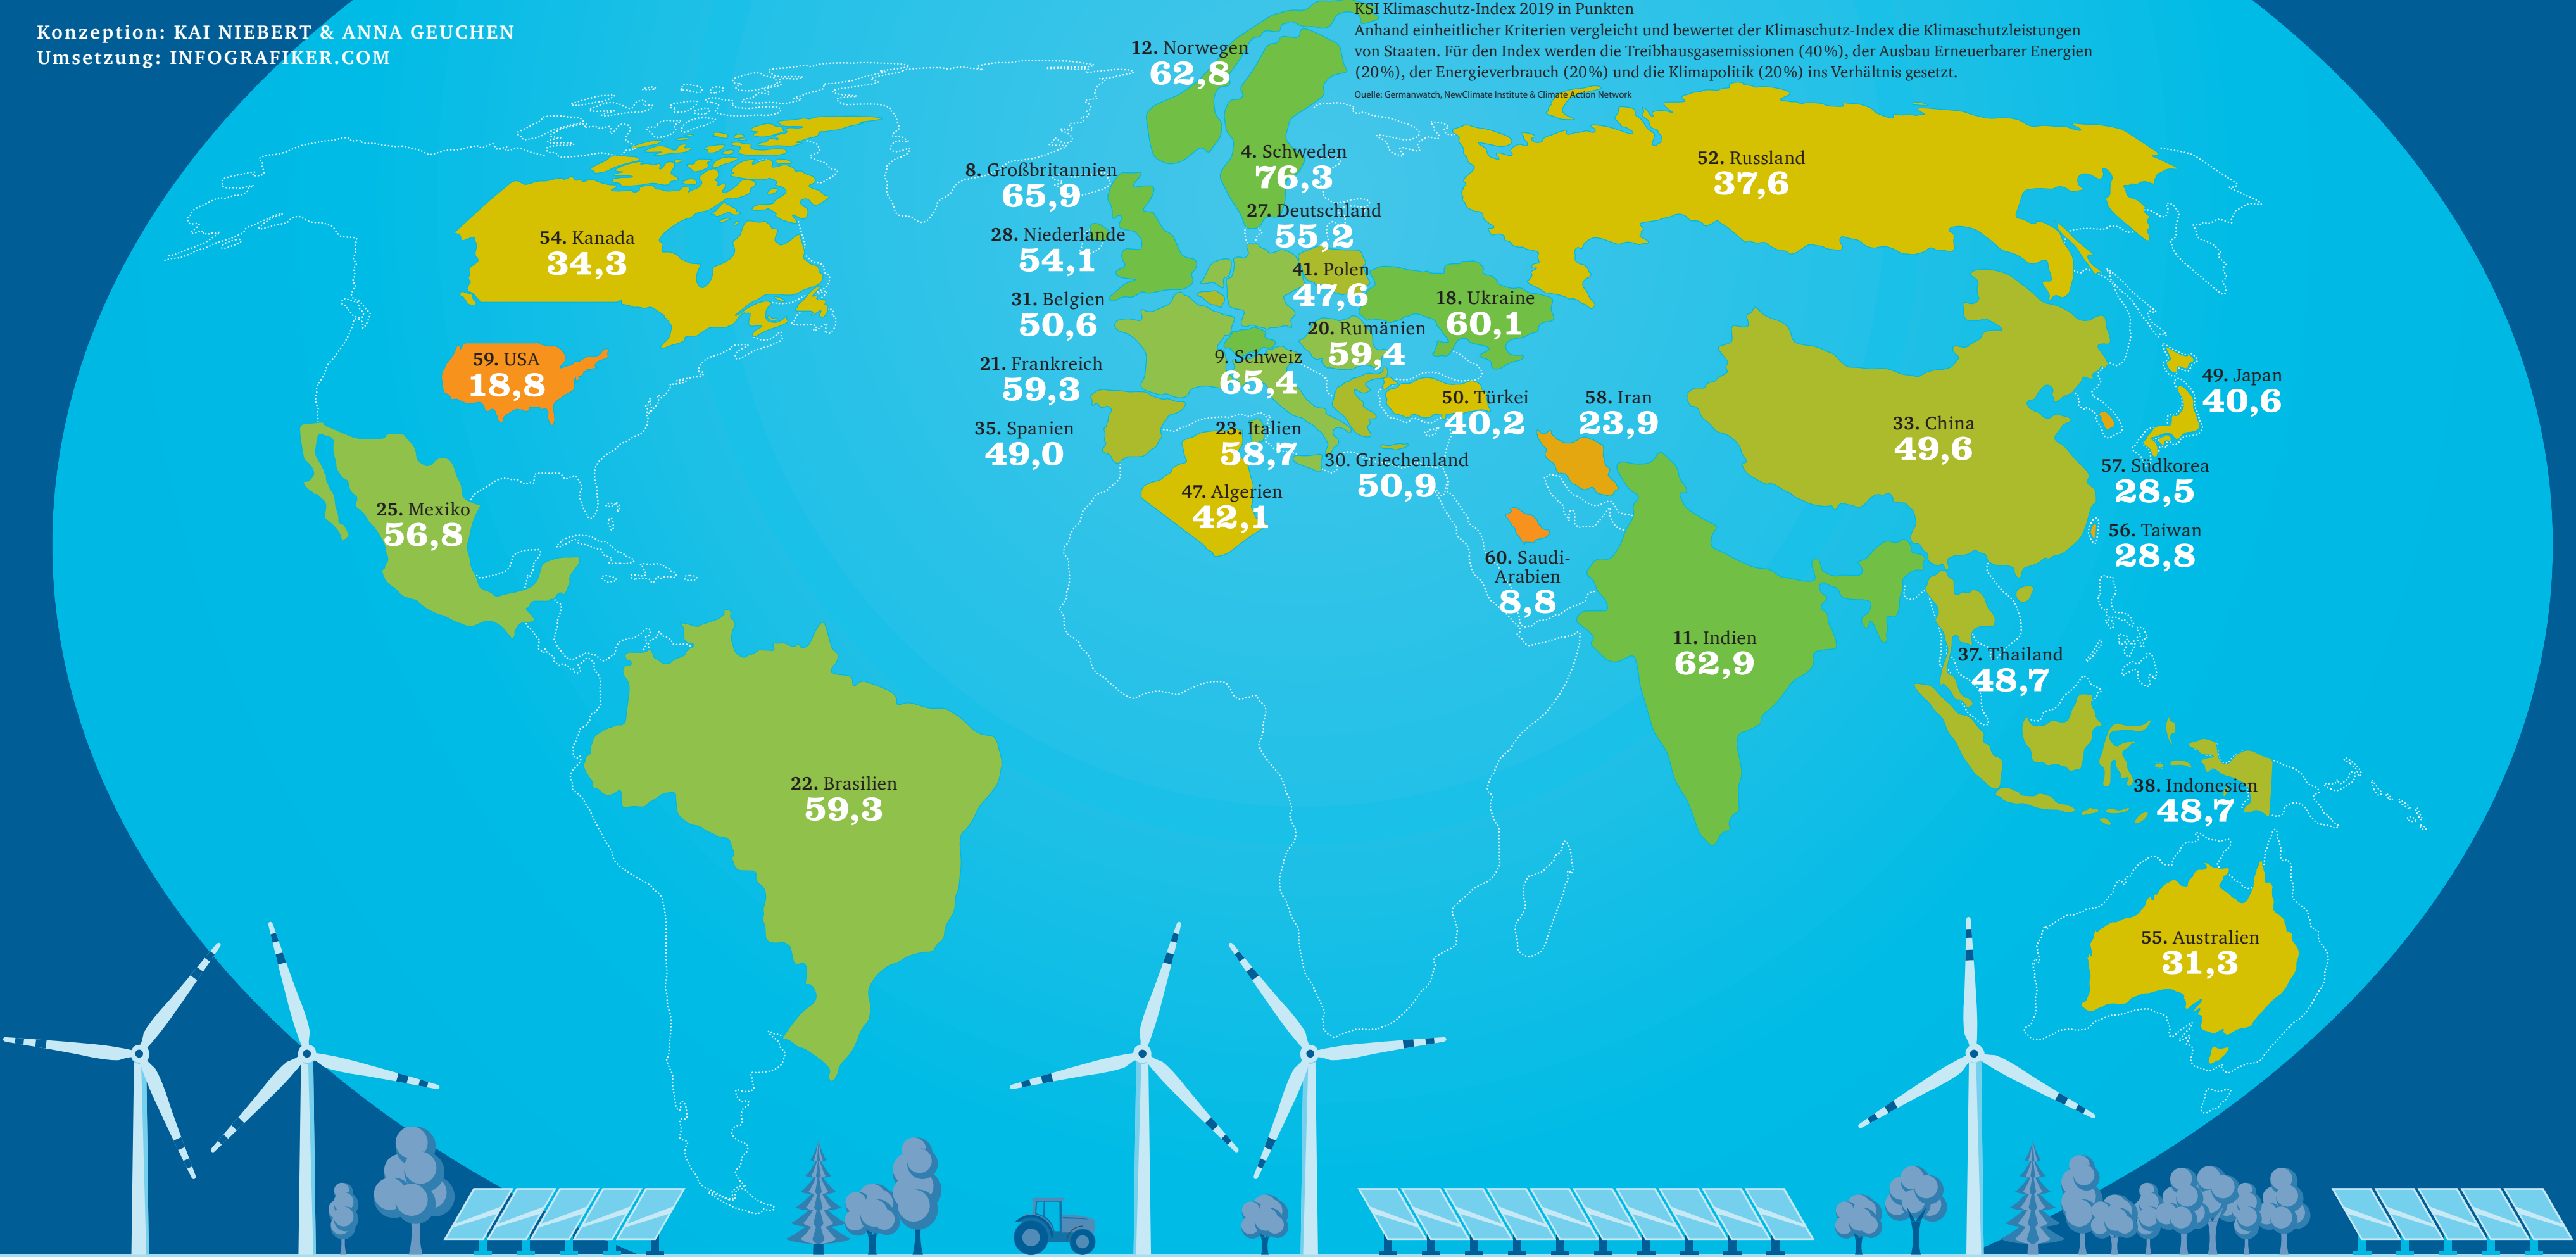 Konzeption: KAI NIEBERT & ANNA GEUCHEN
Umsetzung: INFOGRAFIKER.COM
KSI Klimaschutz-Index 2019 in Punkten
Anhand einheitlicher Kriterien vergleicht und bewertet der Klimaschutz-Index die Klimaschutzleistungen
von Staaten. Für den Index werden die Treibhausgasemissionen (40%), der Ausbau Erneuerbarer Energien
(20%), der Energieverbrauch (20%) und die Klimapolitik (20%) ins Verhältnis gesetzt.
Quelle: Germanwatch, NewClimate Institute & Climate Action Network
12. Norwegen
62,8
4. Schweden
76,3
8. Großbritannien
65,9
27. Deutschland
55,2
28. Niederlande
54,1
41. Polen
47,6
31. Belgien
50,6
18. Ukraine
60,1
20. Rumänien
59,4
21. Frankreich
59,3
9. Schweiz
65,4
35. Spanien
49,0
23. Italien
58,7
30. Griechenland
50,9
47. Algerien
42,1
50. Türkei
40,2
58. Iran
23,9
60. Saudi-
Arabien
8,8
52. Russland
37,6
54. Kanada
34,3
59. USA
18,8
25. Mexiko
56,8
22. Brasilien
59,3
11. Indien
62,9
33. China
49,6
49. Japan
40,6
57. Südkorea
28,5
56. Taiwan
28,8
37. Thailand
48,7
38. Indonesien
48,7
55. Australien
31,3